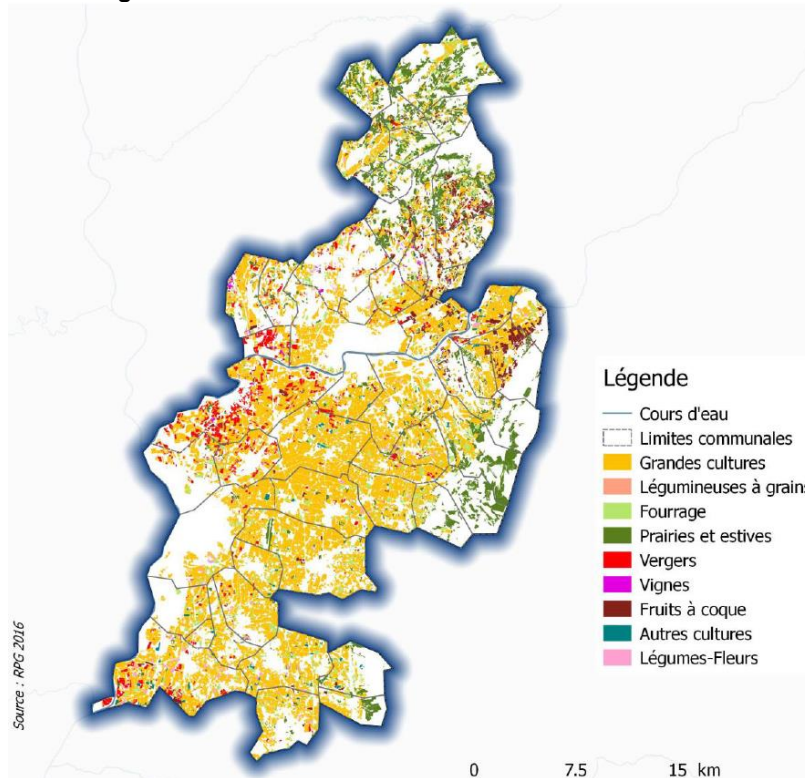 Légende
Cours d'eau
Limites communales
Grandes cultures
Légumineuses à grains
Fourrage
Prairies et estives
Vergers
Vignes
Fruits à coque
Autres cultures
Légumes-Fleurs
Source : RPG 2016
0 7.5 15 km